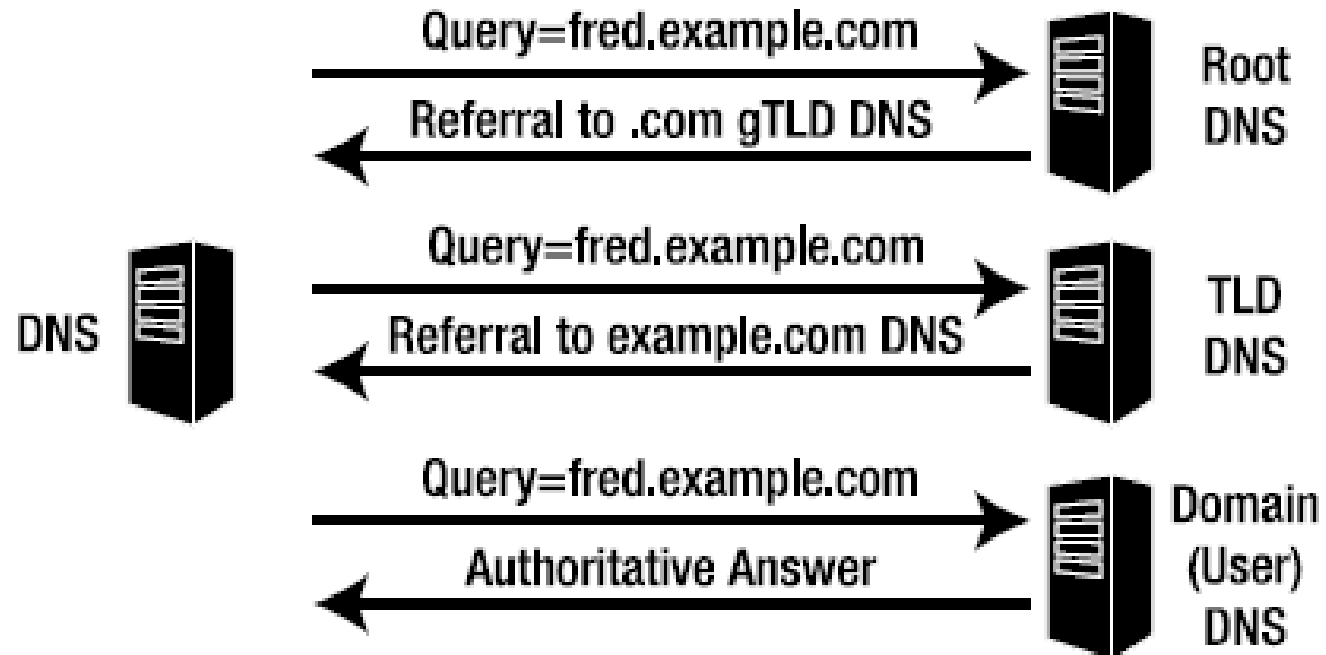 Query=fred.example.com
Root
DNS
Referral to .com gTLD DNS
Query=fred.example.com
TLD
DNS
DNS
Referral to example.com DNS
Query=fred.example.com
Domain
(User)
DNS
Authoritative Answer